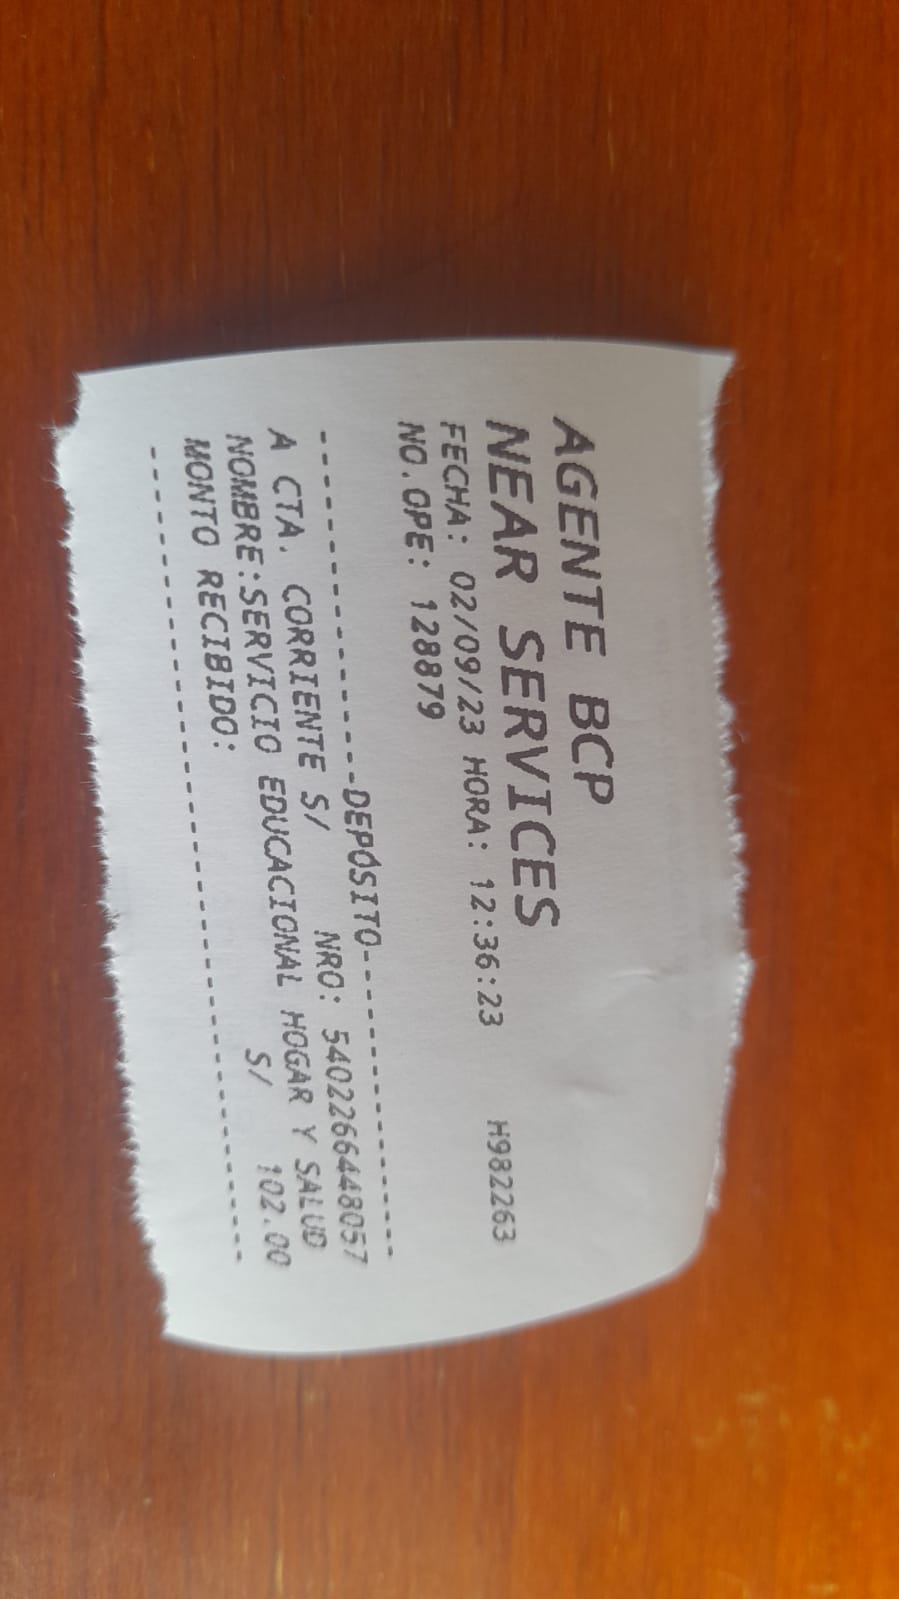 AGENTE BCP
NEAR SERVICES
FECHA: 02/09/23 HORA: 12:36:23 H982263
NO.OPE: 128879
----------------DEPOSITO----------------
A CTA. CORRIENTE S/ NRO: 5402266448057
NOMBRE:SERVICIO EDUCACIONAL HOGAR Y SALUD
MONTO RECIBIDO: S/ 102.00
----------------------------------------